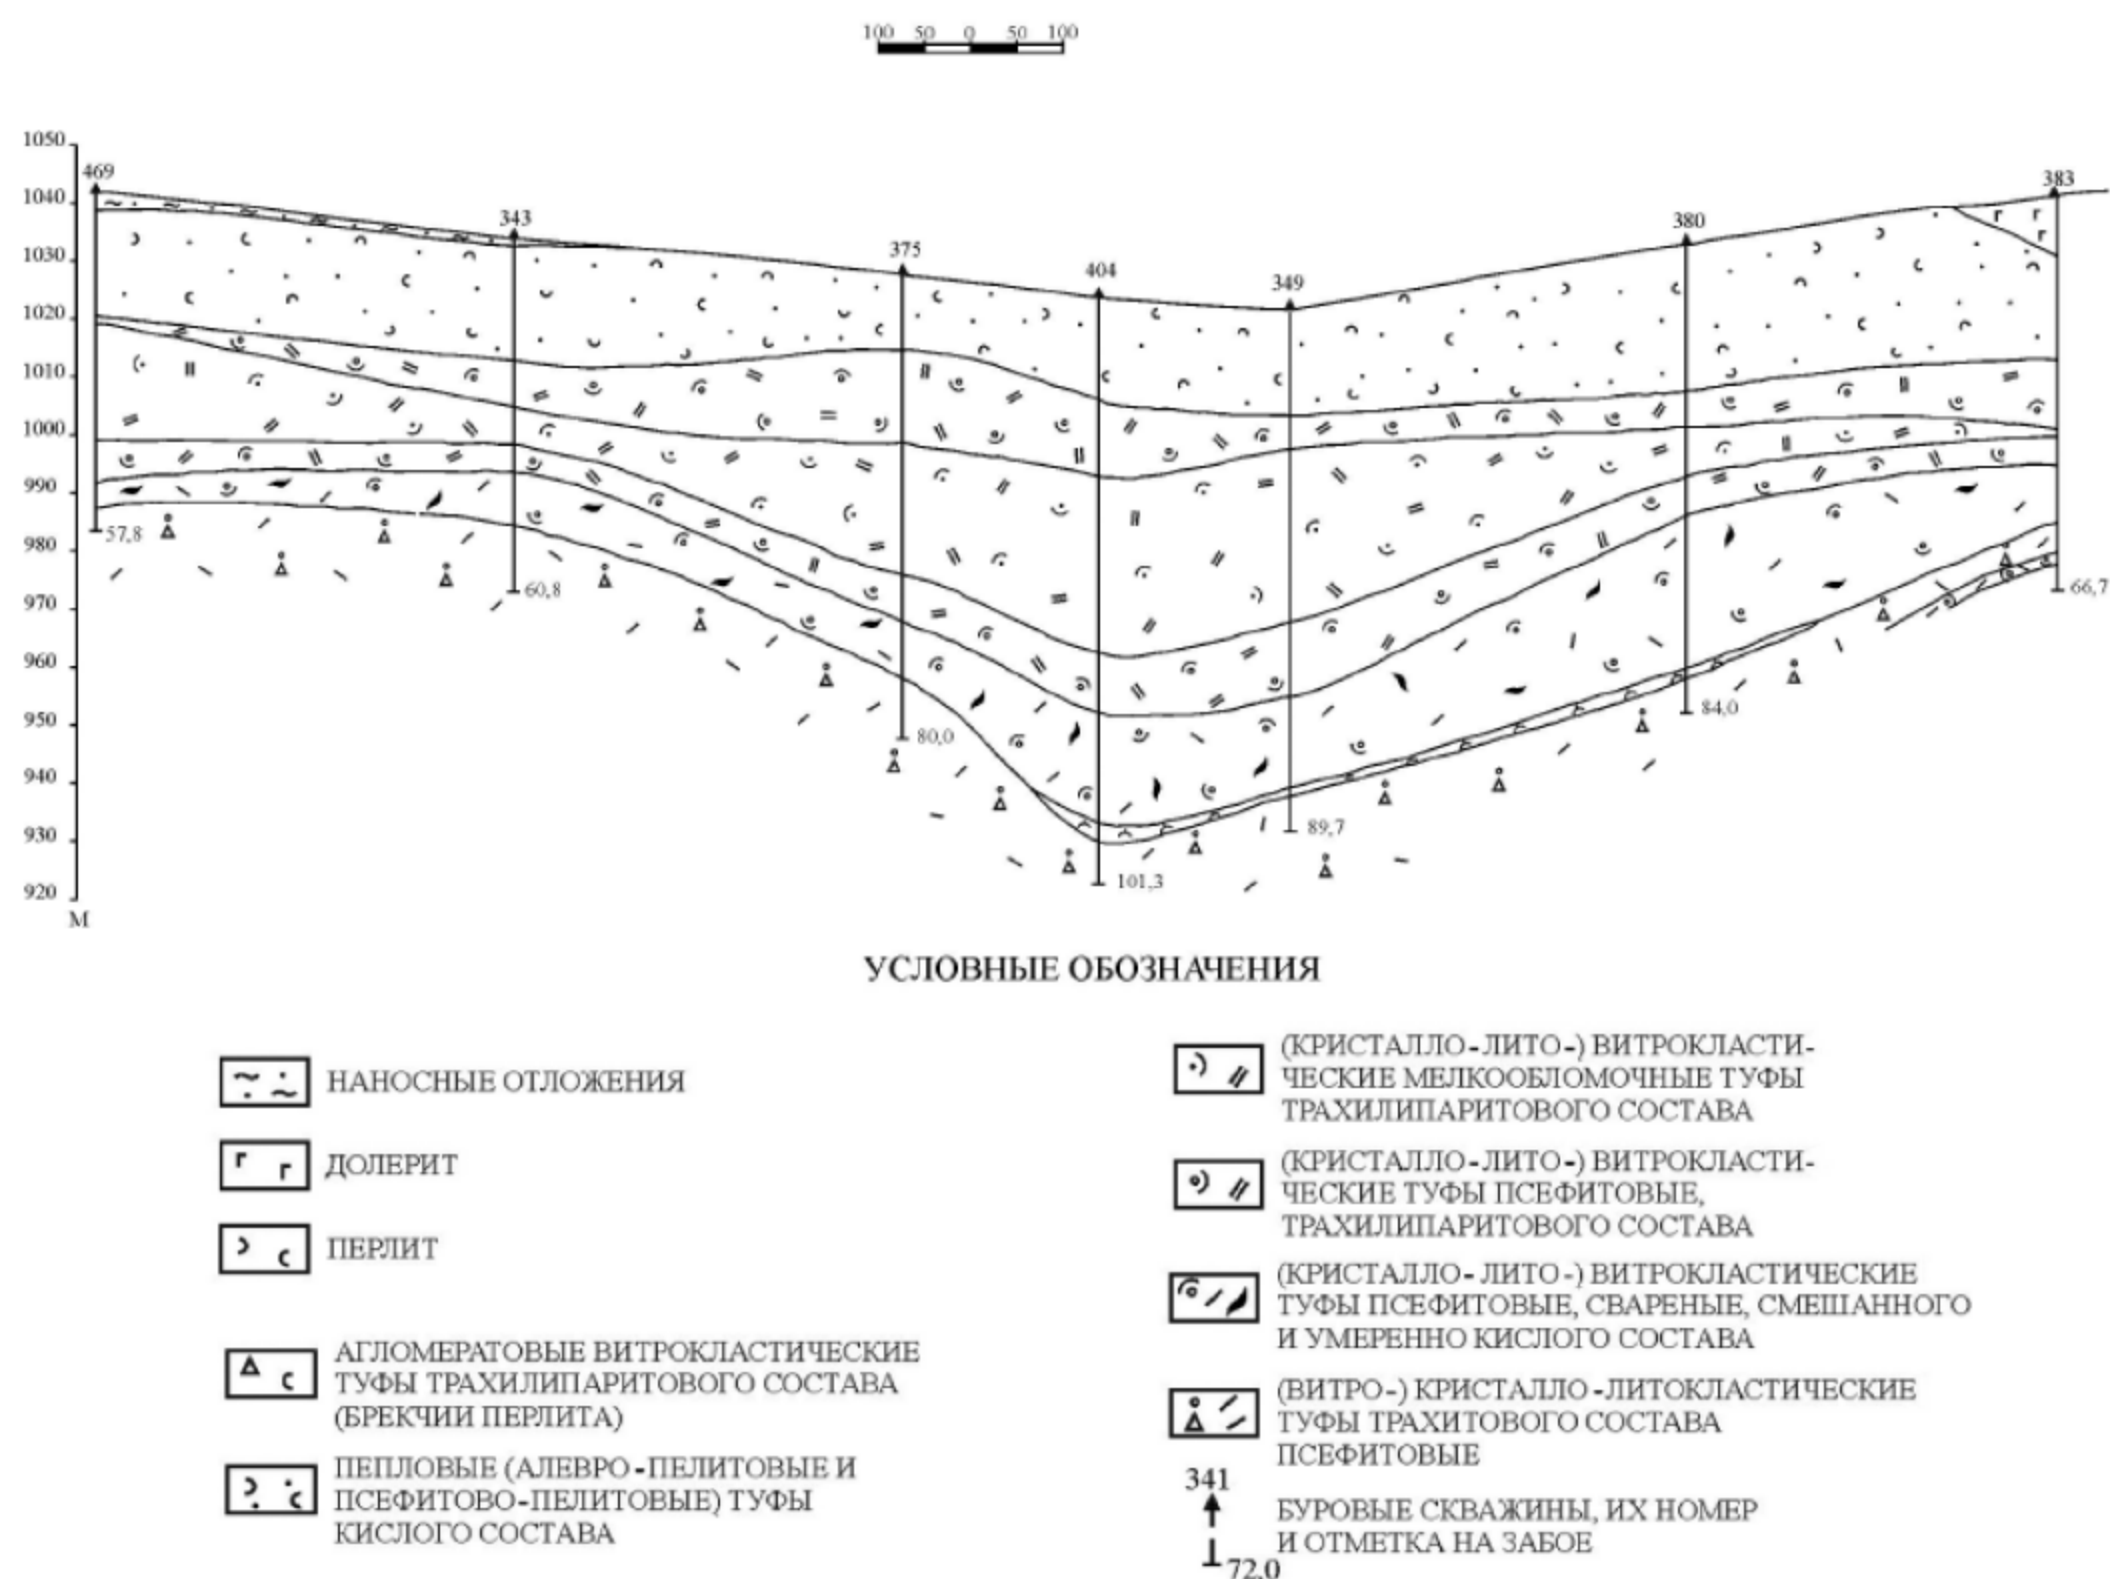 100 50 0 50 100
1050
1040
1030
1020
1010
1000
990
980
970
960
950
940
930
920
М
469
343
375
404
349
380
383
57,8
60,8
80,0
101,3
89,7
84,0
66,7
УСЛОВНЫЕ ОБОЗНАЧЕНИЯ
НАНОСНЫЕ ОТЛОЖЕНИЯ
ДОЛЕРИТ
ПЕРЛИТ
АГЛОМЕРАТОВЫЕ ВИТРОКЛАСТИЧЕСКИЕ
ТУФЫ ТРАХИЛИПАРИТОВОГО СОСТАВА
(БРЕКЧИИ ПЕРЛИТА)
ПЕПЛОВЫЕ (АЛЕВРО-ПЕЛИТОВЫЕ И
ПСЕФИТОВО-ПЕЛИТОВЫЕ) ТУФЫ
КИСЛОГО СОСТАВА
(КРИСТАЛЛО-ЛИТО-) ВИТРОКЛАСТИ-
ЧЕСКИЕ МЕЛКООБЛОМОЧНЫЕ ТУФЫ
ТРАХИЛИПАРИТОВОГО СОСТАВА
(КРИСТАЛЛО-ЛИТО-) ВИТРОКЛАСТИ-
ЧЕСКИЕ ТУФЫ ПСЕФИТОВЫЕ,
ТРАХИЛИПАРИТОВОГО СОСТАВА
(КРИСТАЛЛО-ЛИТО-) ВИТРОКЛАСТИЧЕСКИЕ
ТУФЫ ПСЕФИТОВЫЕ, СВАРЕНЫЕ, СМЕШАННОГО
И УМЕРЕННО КИСЛОГО СОСТАВА
(ВИТРО-) КРИСТАЛЛО-ЛИТОКЛАСТИЧЕСКИЕ
ТУФЫ ТРАХИТОВОГО СОСТАВА
ПСЕФИТОВЫЕ
341
72,0
БУРОВЫЕ СКВАЖИНЫ, ИХ НОМЕР
И ОТМЕТКА НА ЗАБОЕ